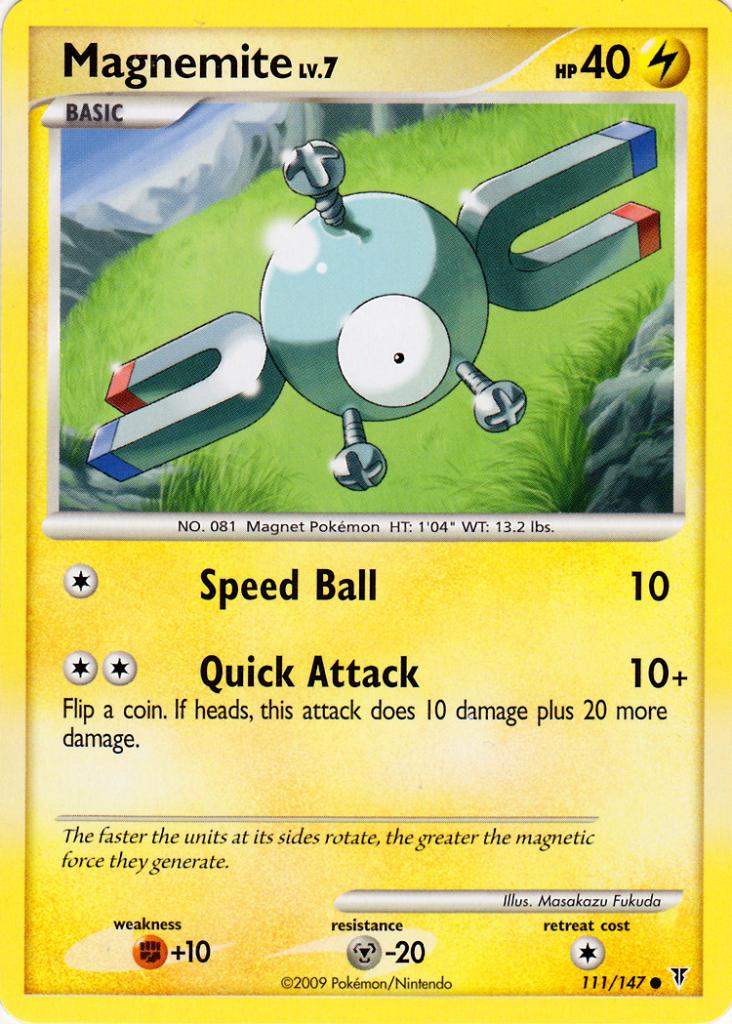 Magnemite LV.7 HP 40
BASIC
NO. 081 Magnet Pokémon HT: 1'04" WT: 13.2 lbs.
Speed Ball 10
Quick Attack 10+
Flip a coin. If heads, this attack does 10 damage plus 20 more
damage.
The faster the units at its sides rotate, the greater the magnetic
force they generate.
Illus. Masakazu Fukuda
weakness resistance retreat cost
+10 -20
©2009 Pokémon/Nintendo 111/147